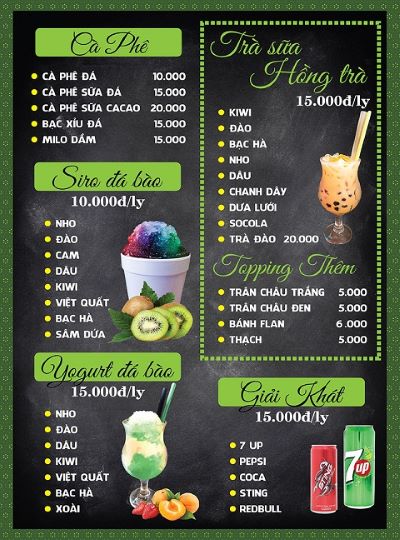 Cà Phê
CÀ PHÊ ĐÁ 10.000
CÀ PHÊ SỮA ĐÁ 15.000
CÀ PHÊ SỮA CACAO 20.000
BẠC XÍU ĐÁ 15.000
MILO DẦM 15.000
Siro đá bào
10.000đ/ly
NHO
ĐÀO
CAM
DÂU
KIWI
VIỆT QUẤT
BẠC HÀ
SÂM DỨA
Yogurt đá bào
15.000đ/ly
NHO
ĐÀO
DÂU
KIWI
VIỆT QUẤT
BẠC HÀ
XOÀI
Trà sữa
Hồng trà
15.000đ/ly
KIWI
ĐÀO
BẠC HÀ
NHO
DÂU
CHANH DÂY
DƯA LƯỚI
SOCOLA
TRÀ ĐÀO 20.000
Topping Thêm
TRÂN CHÂU TRẮNG 5.000
TRÂN CHÂU ĐEN 5.000
BÁNH FLAN 6.000
THẠCH 5.000
Giải Khát
15.000đ/ly
7 UP
PEPSI
COCA
STING
REDBULL
7up